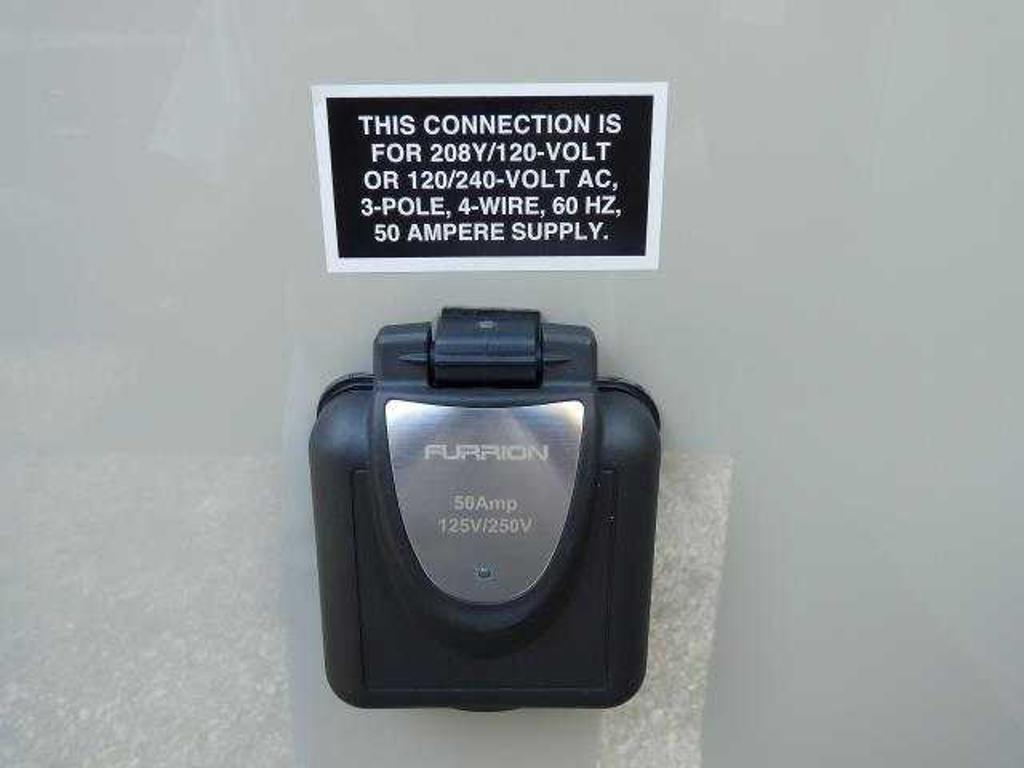 THIS CONNECTION IS
FOR 208Y/120-VOLT
OR 120/240-VOLT AC,
3-POLE, 4-WIRE, 60 HZ,
50 AMPERE SUPPLY.
FURRION
50Amp
125V/250V